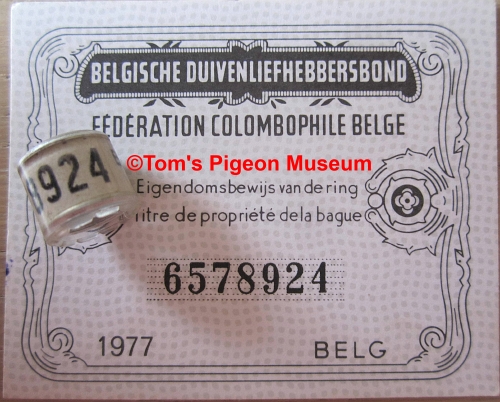 BELGISCHE DUIVENLIEFHEBBERSBOND
FÉDÉRATION COLOMBOPHILE BELGE
©Tom's Pigeon Museum
Eigendomsbewijs van de ring
itre de propriété de la bague
924
6578924
1977 BELG